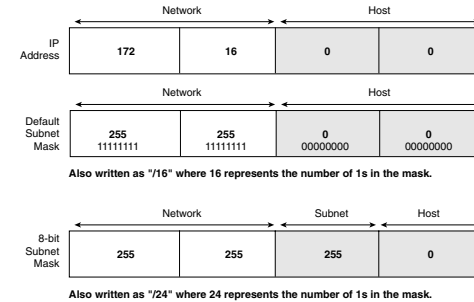 Network Host
IP
Address
172 16 0 0
Network Host
Default
Subnet
Mask
255 255 0 0
11111111 11111111 00000000 00000000
Also written as "/16" where 16 represents the number of 1s in the mask.
Network Subnet Host
8-bit
Subnet
Mask
255 255 255 0
Also written as "/24" where 24 represents the number of 1s in the mask.